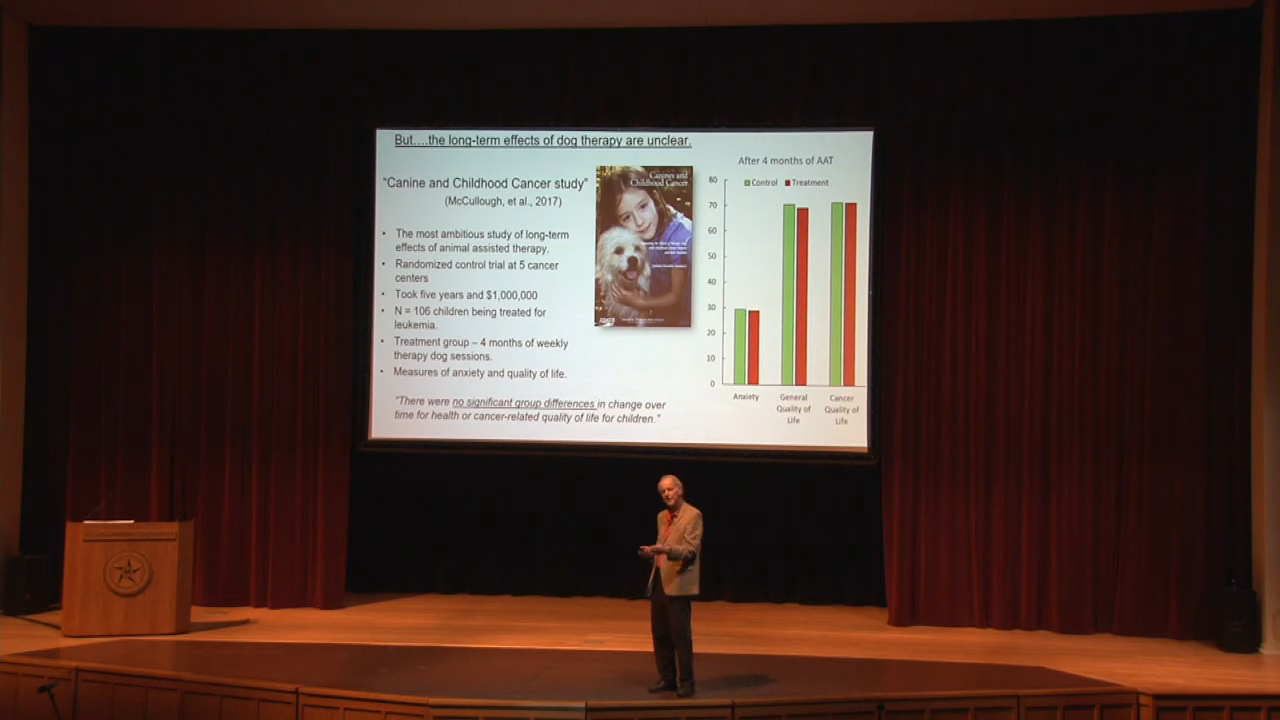 But....the long-term effects of dog therapy are unclear.
"Canine and Childhood Cancer study"
(McCullough, et al., 2017)
• The most ambitious study of long-term
effects of animal assisted therapy.
• Randomized control trial at 5 cancer
centers
• Took five years and $1,000,000
• N = 106 children being treated for
leukemia.
• Treatment group – 4 months of weekly
therapy dog sessions.
• Measures of anxiety and quality of life.
"There were no significant group differences in change over
time for health or cancer-related quality of life for children."
Canines and
Childhood Cancer
After 4 months of AAT
Control Treatment
80
70
60
50
40
30
20
10
0
Anxiety
General
Quality of
Life
Cancer
Quality of
Life